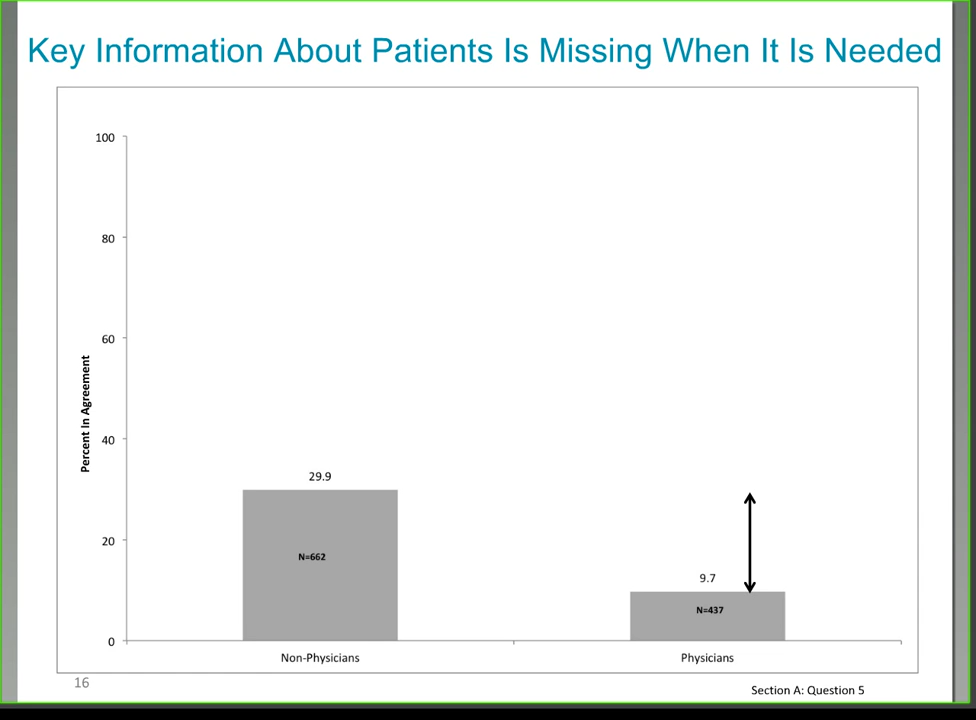 Key Information About Patients Is Missing When It Is Needed
100
80
60
40
20
0
Percent In Agreement
29.9
N=662
9.7
N=437
Non-Physicians
Physicians
16
Section A: Question 5